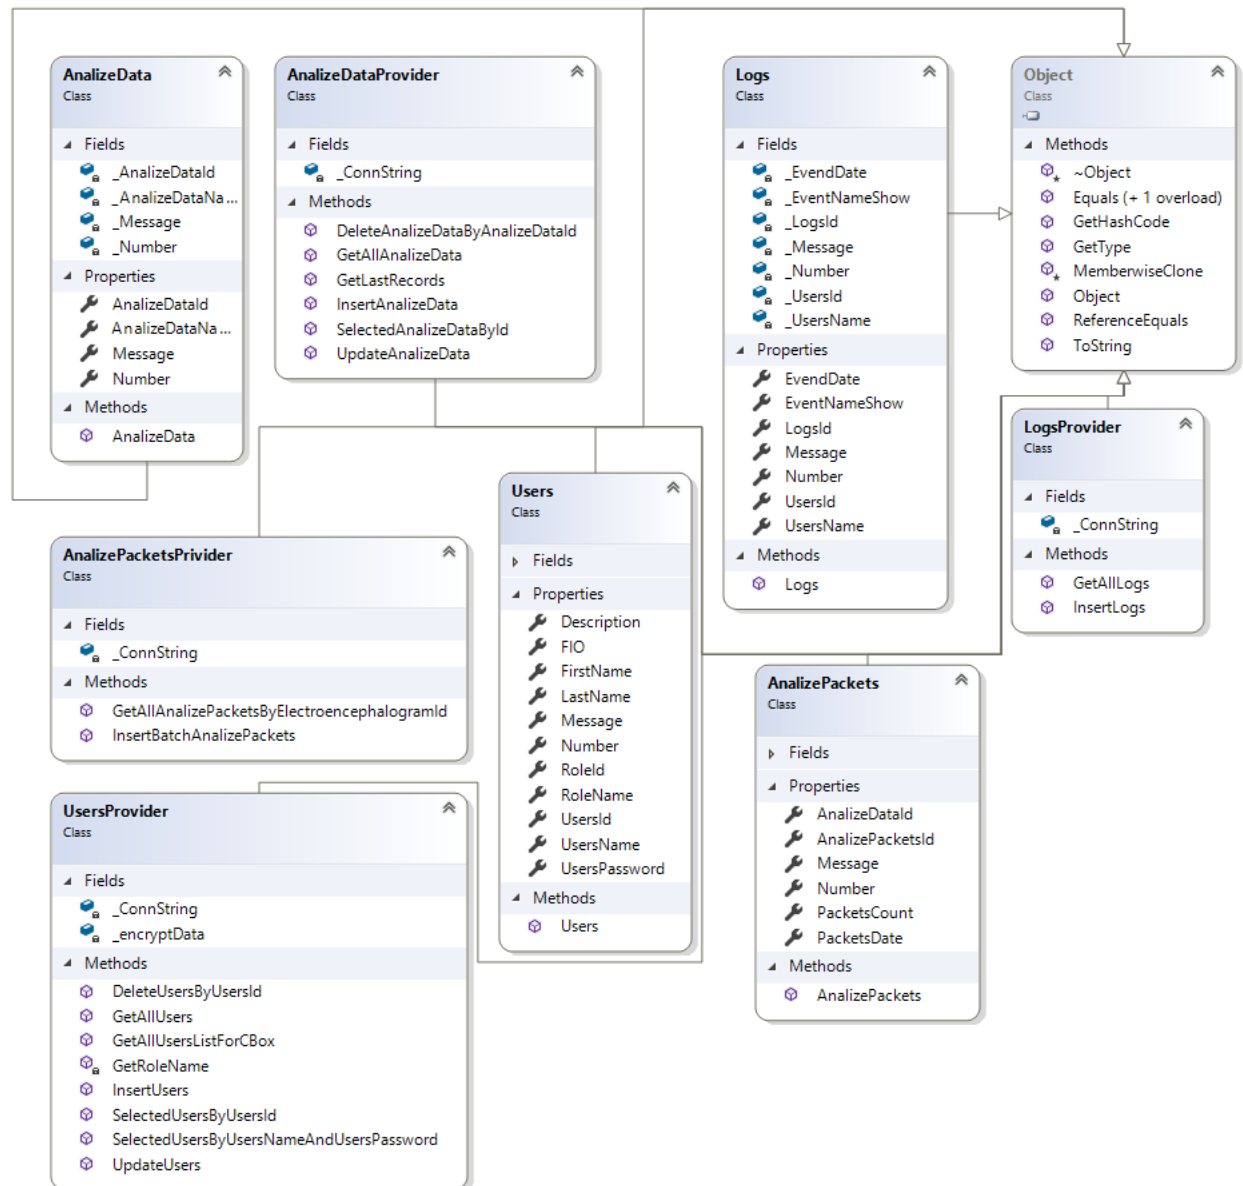 AnalizeData
Class
Fields
_AnalizeDataId
_AnalizeDataNa...
_Message
_Number
Properties
AnalizeDataId
AnalizeDataNa...
Message
Number
Methods
AnalizeData
AnalizeDataProvider
Class
Fields
_ConnString
Methods
DeleteAnalizeDataByAnalizeDataId
GetAllAnalizeData
GetLastRecords
InsertAnalizeData
SelectedAnalizeDataById
UpdateAnalizeData
Logs
Class
Fields
_EvendDate
_EventNameShow
_LogsId
_Message
_Number
_UsersId
_UsersName
Properties
EvendDate
EventNameShow
LogsId
Message
Number
UsersId
UsersName
Methods
Logs
Object
Class
Methods
~Object
Equals (+ 1 overload)
GetHashCode
GetType
MemberwiseClone
Object
ReferenceEquals
ToString
LogsProvider
Class
Fields
_ConnString
Methods
GetAllLogs
InsertLogs
AnalizePacketsPrivider
Class
Fields
_ConnString
Methods
GetAllAnalizePacketsByElectroencephalogramId
InsertBatchAnalizePackets
Users
Class
Fields
Properties
Description
FIO
FirstName
LastName
Message
Number
RoleId
RoleName
UsersId
UsersName
UsersPassword
Methods
Users
AnalizePackets
Class
Fields
Properties
AnalizeDataId
AnalizePacketsId
Message
Number
PacketsCount
PacketsDate
Methods
AnalizePackets
UsersProvider
Class
Fields
_ConnString
_encryptData
Methods
DeleteUsersByUsersId
GetAllUsers
GetAllUsersListForCBox
GetRoleName
InsertUsers
SelectedUsersByUsersId
SelectedUsersByUsersNameAndUsersPassword
UpdateUsers